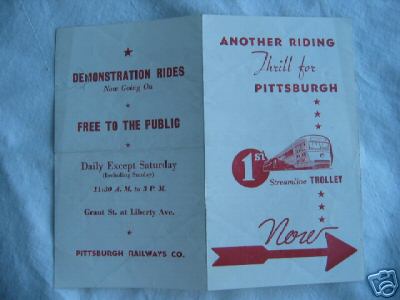 DEMONSTRATION RIDES
Now Going On
FREE TO THE PUBLIC
Daily Except Saturday
(Including Sunday)
11:30 A. M. to 3 P. M.
Grant St. at Liberty Ave.
PITTSBURGH RAILWAYS CO.
ANOTHER RIDING
Thrill for
PITTSBURGH
1ST
Streamline TROLLEY
Now